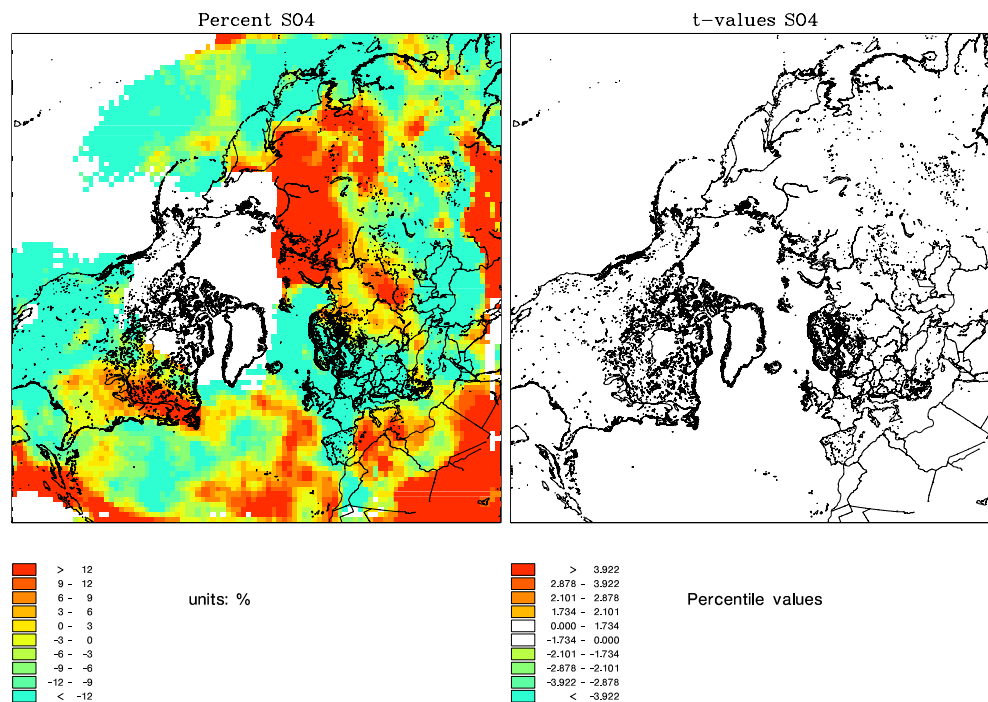 Percent SO4
t-values SO4
> 12
9 - 12
6 - 9
3 - 6
0 - 3
-3 - 0
-6 - -3
-9 - -6
-12 - -9
< -12
units: %
> 3.922
2.878 - 3.922
2.101 - 2.878
1.734 - 2.101
0.000 - 1.734
-1.734 - 0.000
-2.101 - -1.734
-2.878 - -2.101
-3.922 - -2.878
< -3.922
Percentile values